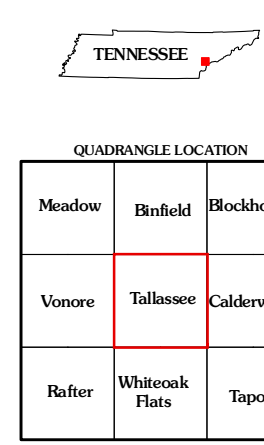 TENNESSEE
QUADRANGLE LOCATION
Meadow Binfield Blockho
Vonore Tallassee Calderw
Rafter Whiteoak Flats Tapo